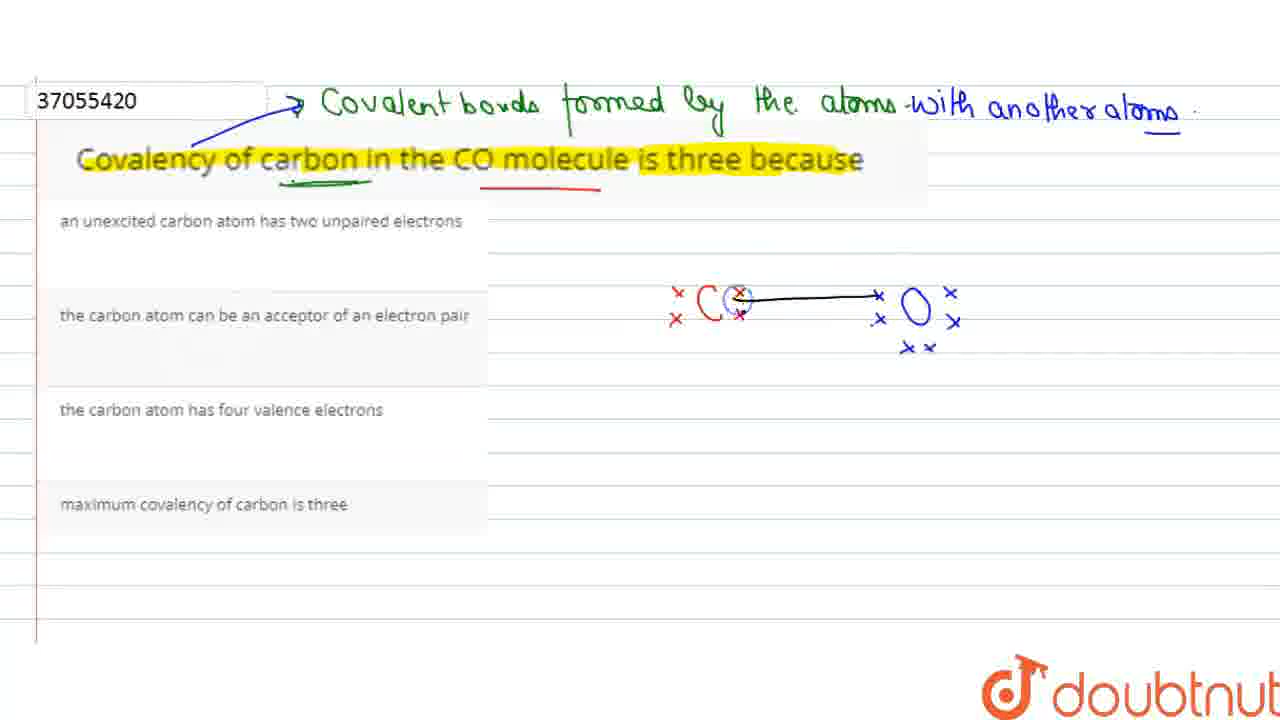 37055420
Covalent bonds formed by the atoms with another atoms.
Covalency of carbon in the CO molecule is three because
an unexcited carbon atom has two unpaired electrons
C O
the carbon atom can be an acceptor of an electron pair
the carbon atom has four valence electrons
maximum covalency of carbon is three
doubtnut